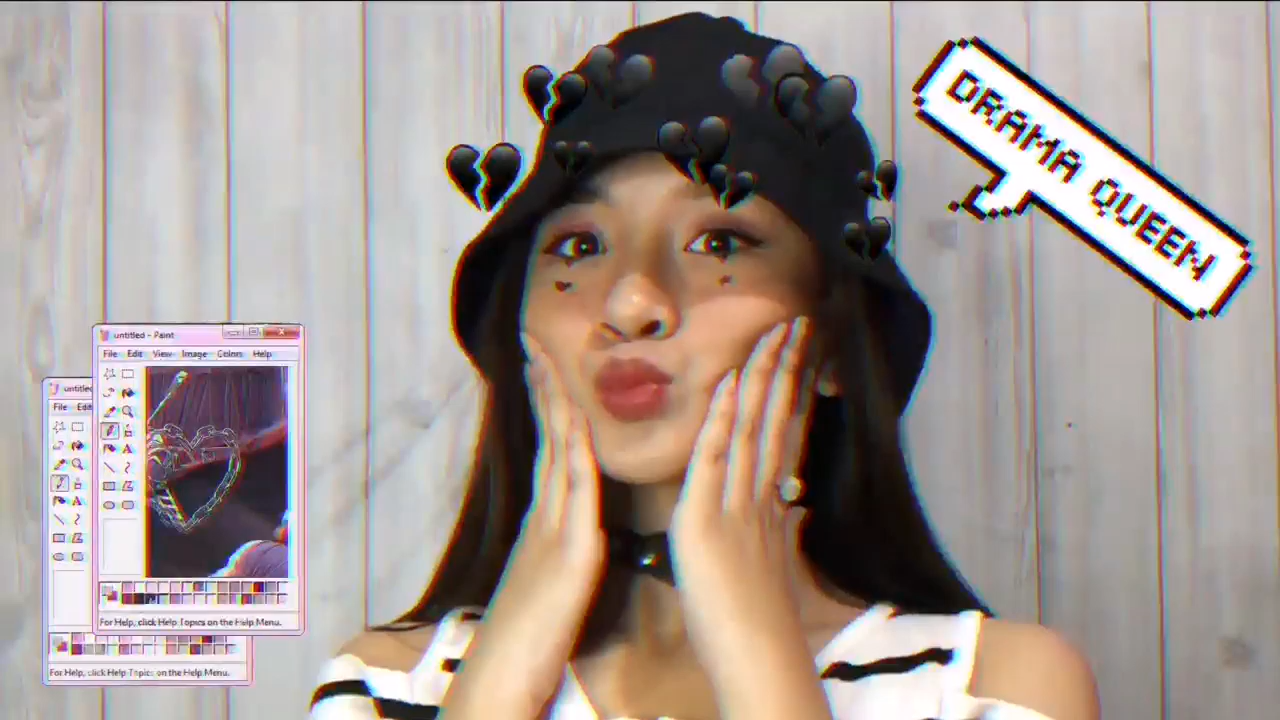 DRAMA QUEEN
untitled - Paint
File Edit View Image Colors Help
A
For Help, click Help Topics on the Help Menu.
untitled
File Edit
A
For Help, click Help Topics on the Help Menu.